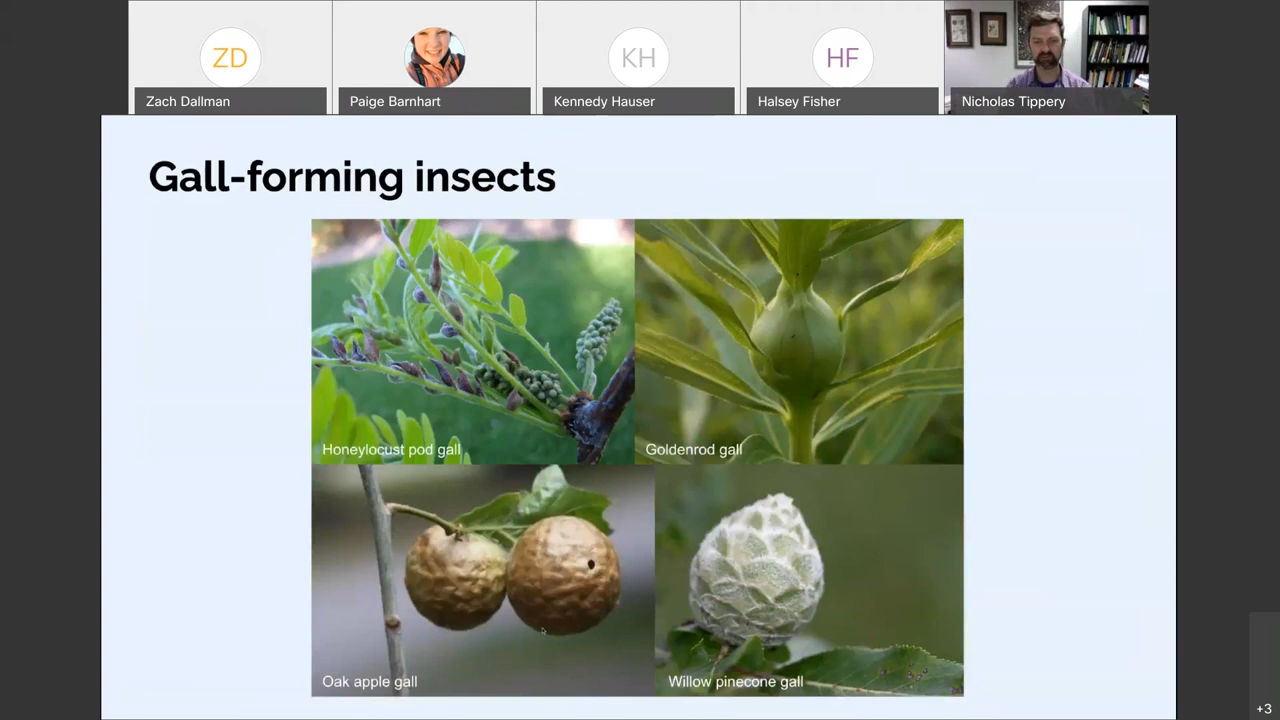 ZD
KH
HF
Zach Dallman
Paige Barnhart
Kennedy Hauser
Halsey Fisher
Nicholas Tippery
Gall-forming insects
Honeylocust pod gall
Goldenrod gall
Oak apple gall
Willow pinecone gall
+3